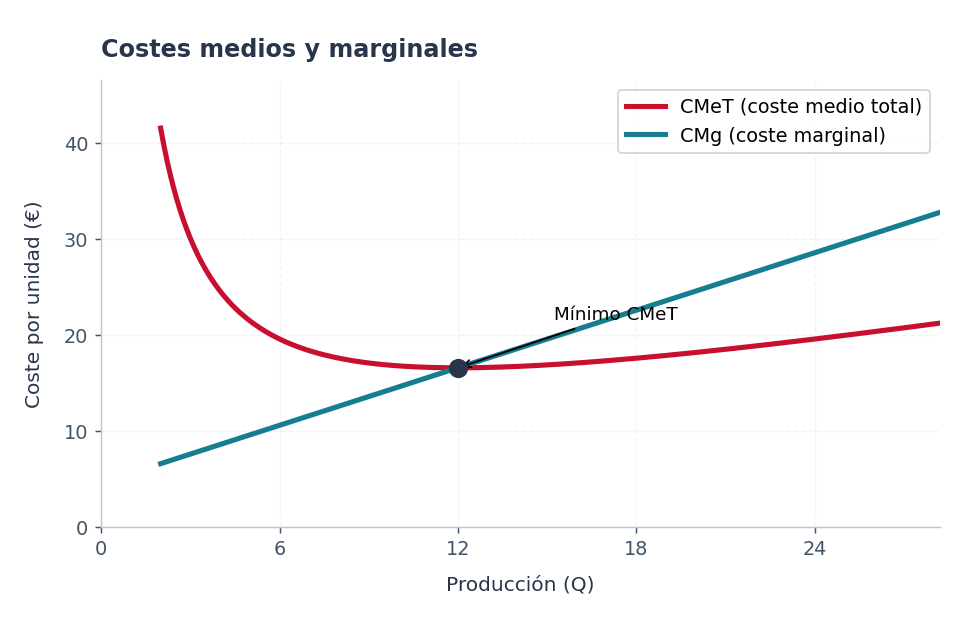 Costes medios y marginales
CMeT (coste medio total)
CMg (coste marginal)
Coste por unidad (€)
40
30
20
10
0
Mínimo CMeT
0 6 12 18 24
Producción (Q)